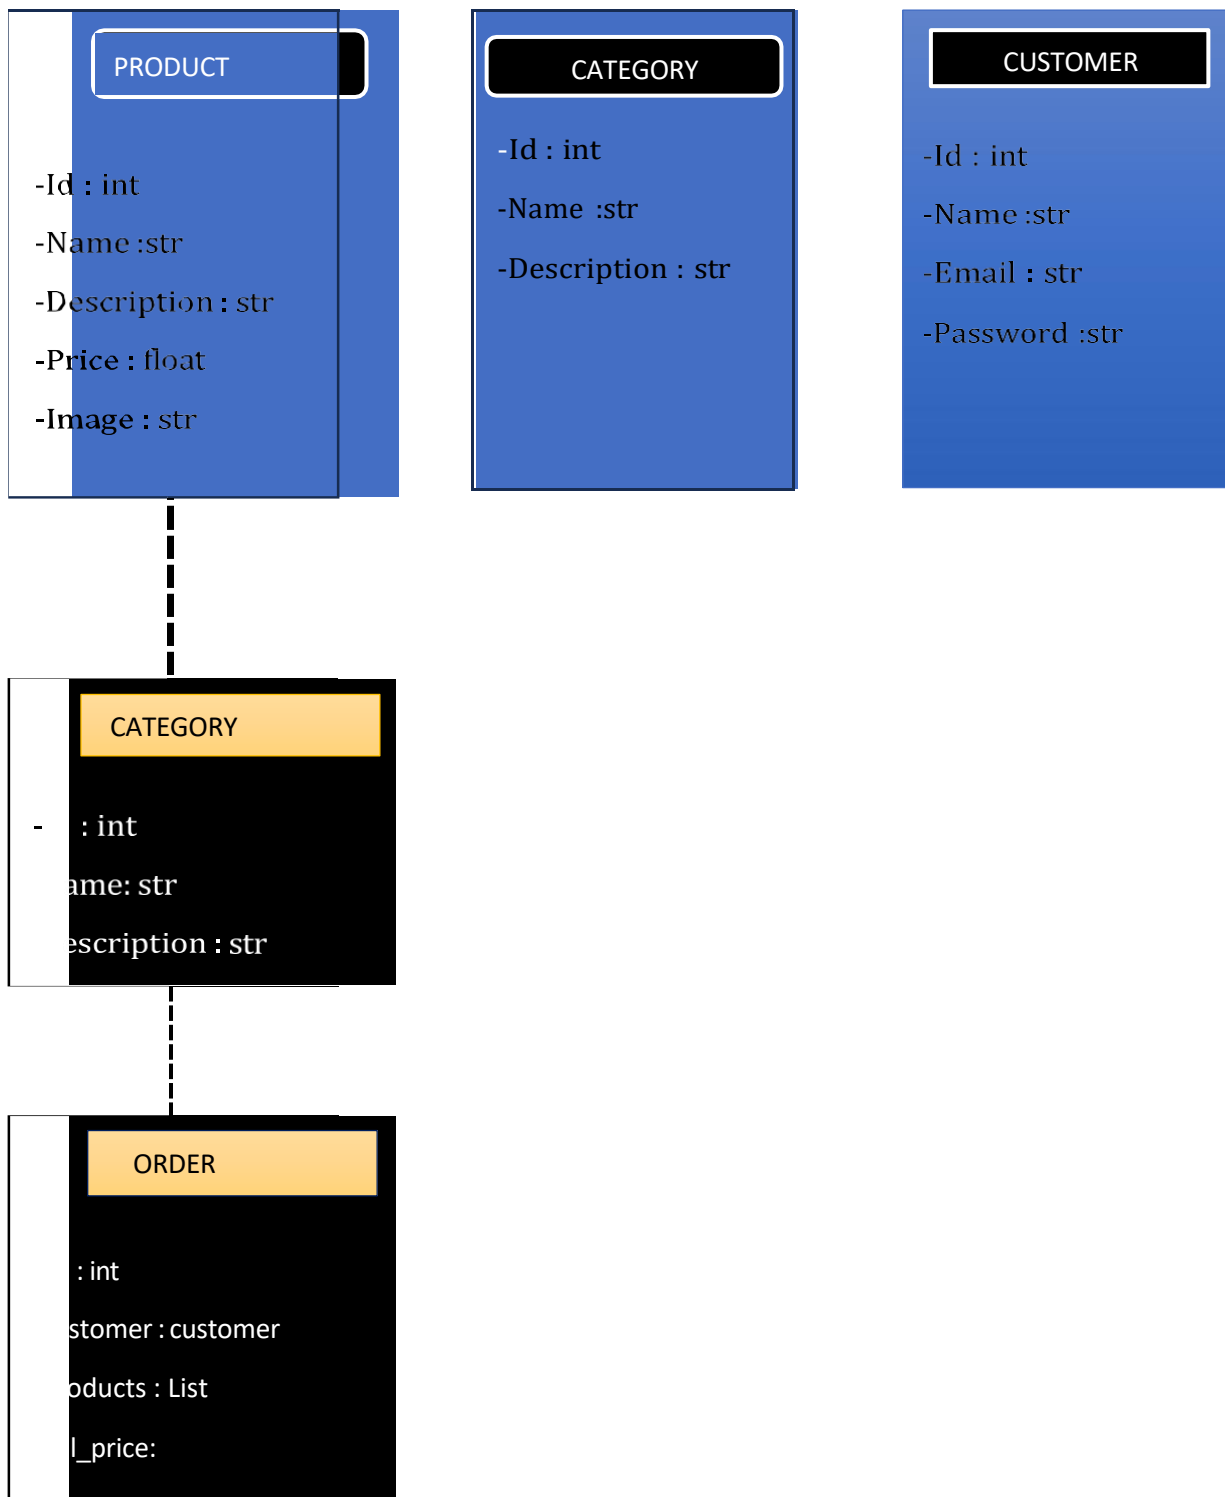 PRODUCT
-Id : int
-Name :str
-Description : str
-Price : float
-Image : str
CATEGORY
-Id : int
-Name :str
-Description : str
CUSTOMER
-Id : int
-Name :str
-Email : str
-Password :str
CATEGORY
- : int
ame: str
escription : str
ORDER
: int
stomer : customer
oducts : List
l_price: